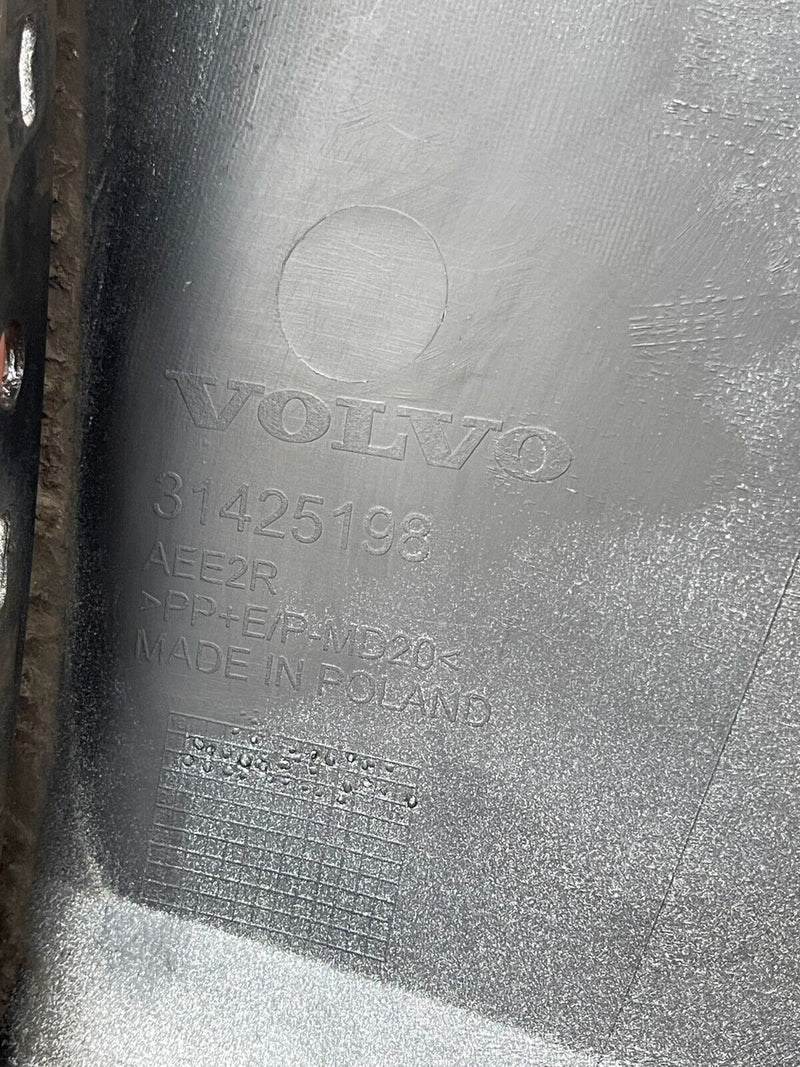 VOLVO
31425198
AEE2R
>PP+E/P-MD20<
MADE IN POLAND